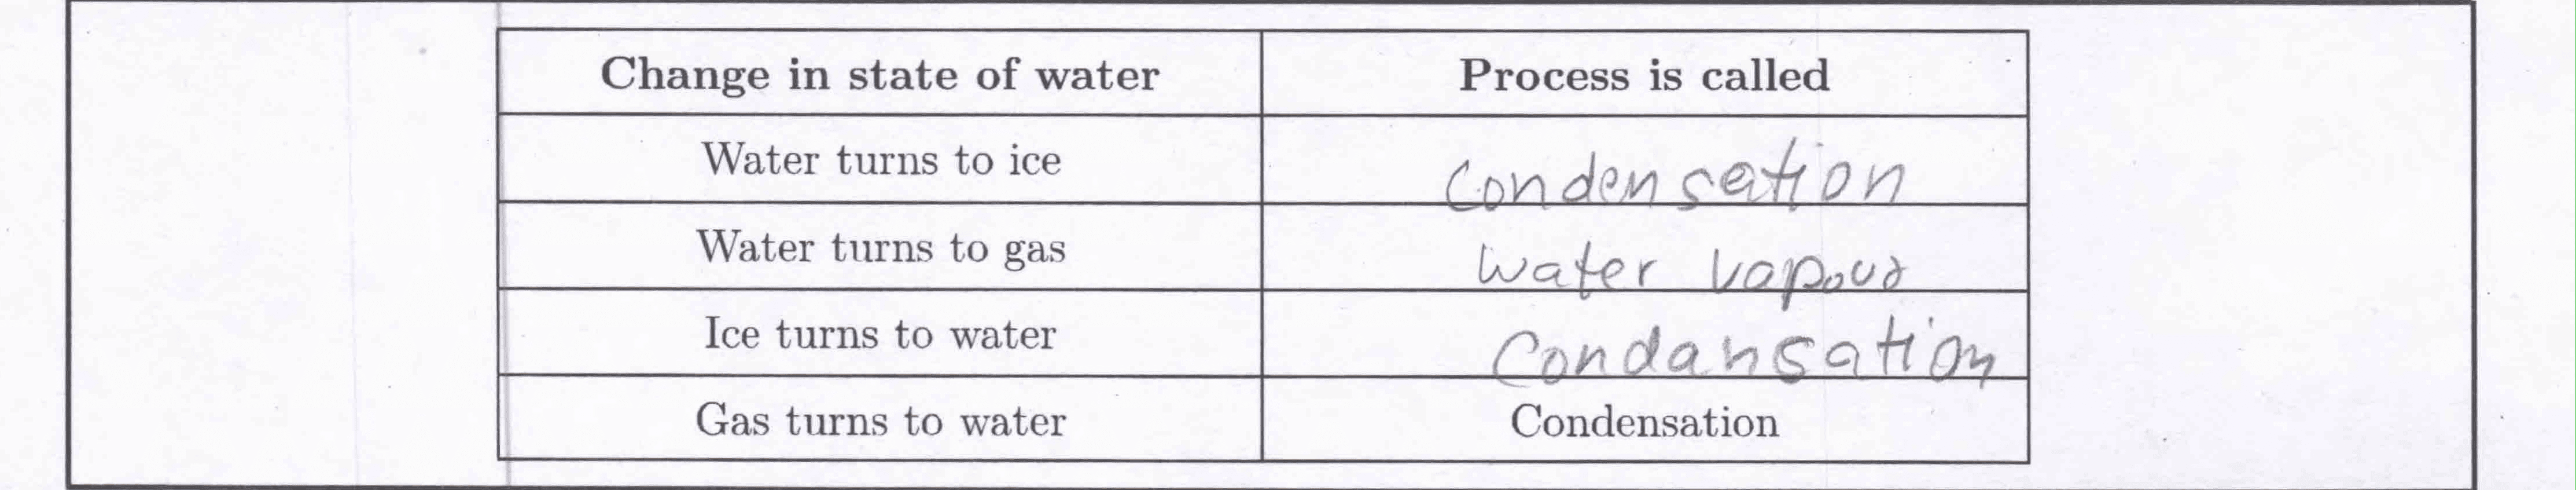 Change in state of water Process is called
Water turns to ice Condensation
Water turns to gas Water vapour
Ice turns to water Condansation
Gas turns to water Condensation